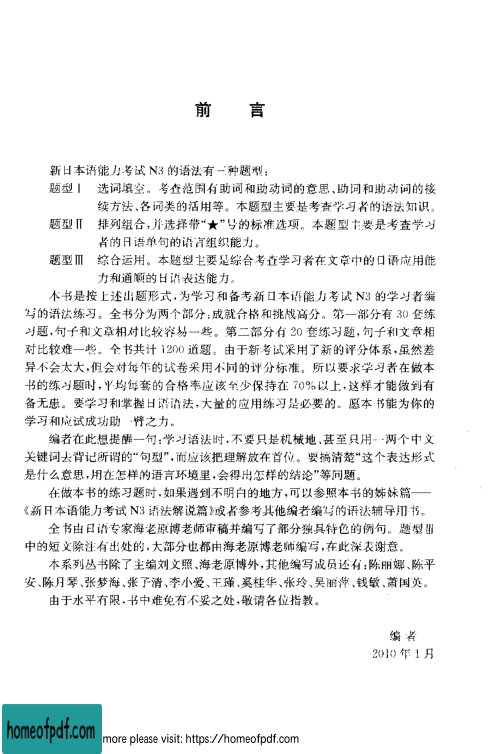 前言
新日本语能力考试 N3 的语法有三种题型：
题型Ⅰ 选词填空。考查范围有助词和助动词的意思、助词和助动词的接
续方法、各词类的活用等。本题型主要是考查学习者的语法知识。
题型Ⅱ 排列组合，并选择带“★”号的标准选项。本题型主要是考查学习
者的日语单句的语言组织能力。
题型Ⅲ 综合运用。本题型主要是综合考查学习者在文章中的日语应用能
力和通顺的日语表达能力。
本书是按上述出题形式，为学习和备考新日本语能力考试 N3 的学习者编
写的语法练习。全书分为两个部分：成就合格和挑战高分。第一部分有 30 套练
习题，句子和文章相对比较容易一些。第二部分有 20 套练习题，句子和文章相
对比较难一些。全书共计 1200 道题。由于新考试采用了新的评分体系，虽然差
异不会太大，但会对每年的试卷采用不同的评分标准。所以要求学习者在做本
书的练习题时，平均每套的合格率应该至少保持在 70%以上，这样才能做到有
备无患。要学习和掌握日语语法，大量的应用练习是必要的。愿本书能为你的
学习和应试成功助一臂之力。
编者在此想提醒一句：学习语法时，不要只是机械地、甚至只用一两个中文
关键词去背记所谓的“句型”，而应该把理解放在首位。要搞清楚“这个表达形式
是什么意思，用在怎样的语言环境里，会得出怎样的结论”等问题。
在做本书的练习题时，如果遇到不明白的地方，可以参照本书的姊妹篇——
《新日本语能力考试 N3 语法解说篇》或者参考其他编者编写的语法辅导用书。
全书由日语专家海老原博老师审稿并编写了部分独具特色的例句。题型Ⅲ
中的短文除注有出处的，大部分也都由海老原博老师编写，在此深表谢意。
本系列丛书除了主编刘文照、海老原博外，其他编写成员还有：陈丽娜、陈平
安、陈月琴、张梦海、张子清、李小爱、王瑾、奚桂华、张玲、吴丽萍、钱敏、萧国英。
由于水平有限，书中难免有不妥之处，敬请各位指教。
编者
2010 年 1 月
homeofpdf.com more please visit: https://homeofpdf.com